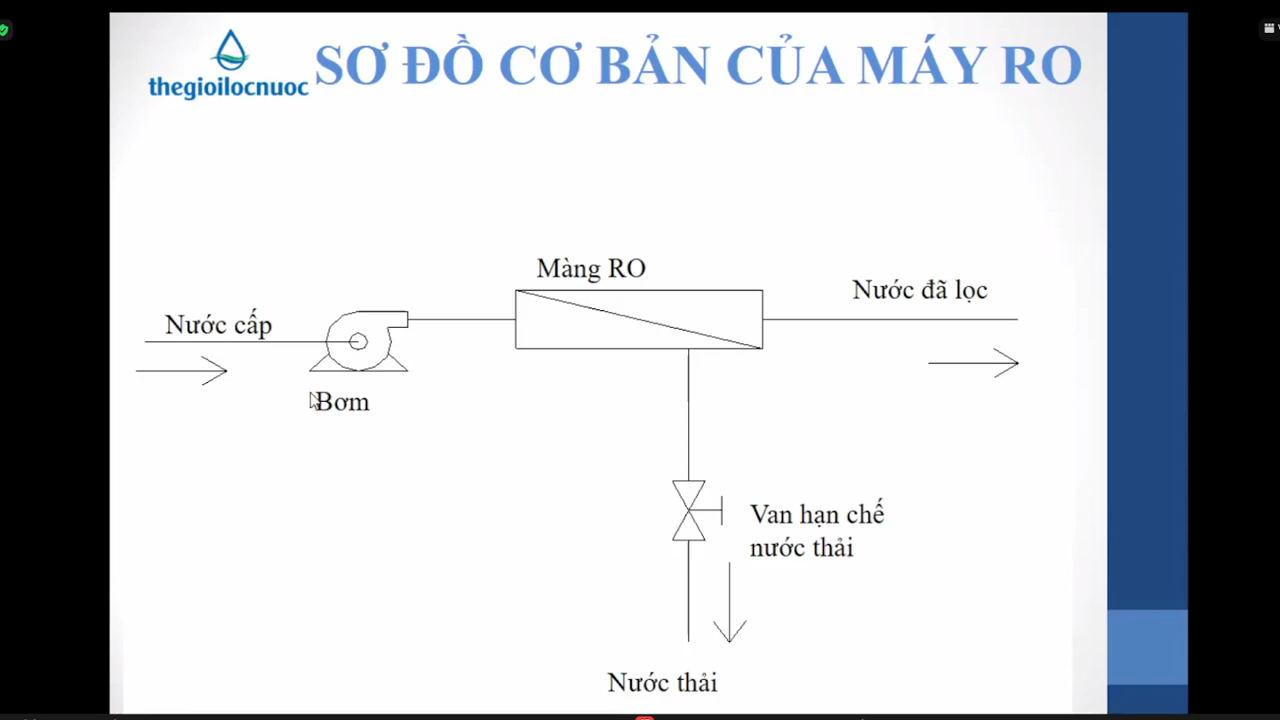 thegioilocnuoc
SƠ ĐỒ CƠ BẢN CỦA MÁY RO
Màng RO
Nước đã lọc
Nước cấp
Bơm
Van hạn chế
nước thải
Nước thải